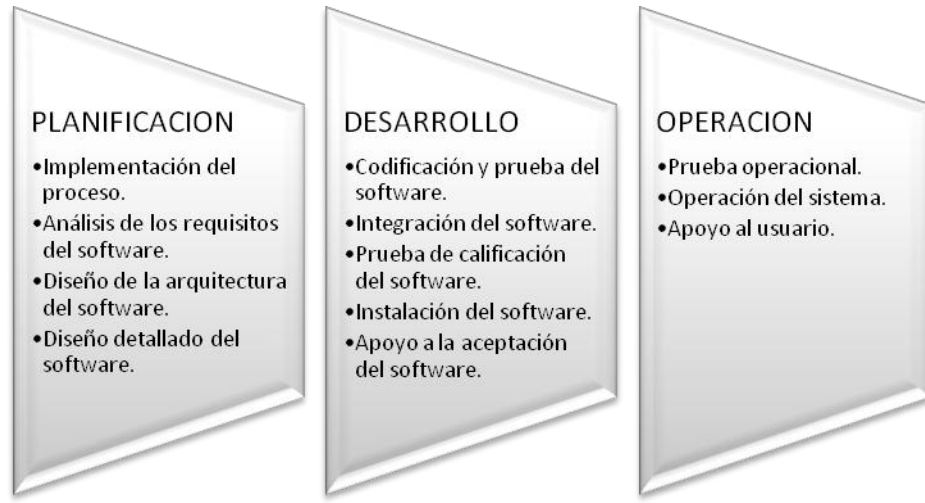 PLANIFICACION
•Implementación del
proceso.
•Análisis de los requisitos
del software.
•Diseño de la arquitectura
del software.
•Diseño detallado del
software.
DESARROLLO
•Codificación y prueba del
software.
•Integración del software.
•Prueba de calificación
del software.
•Instalación del software.
•Apoyo a la aceptación
del software.
OPERACION
•Prueba operacional.
•Operación del sistema.
•Apoyo al usuario.